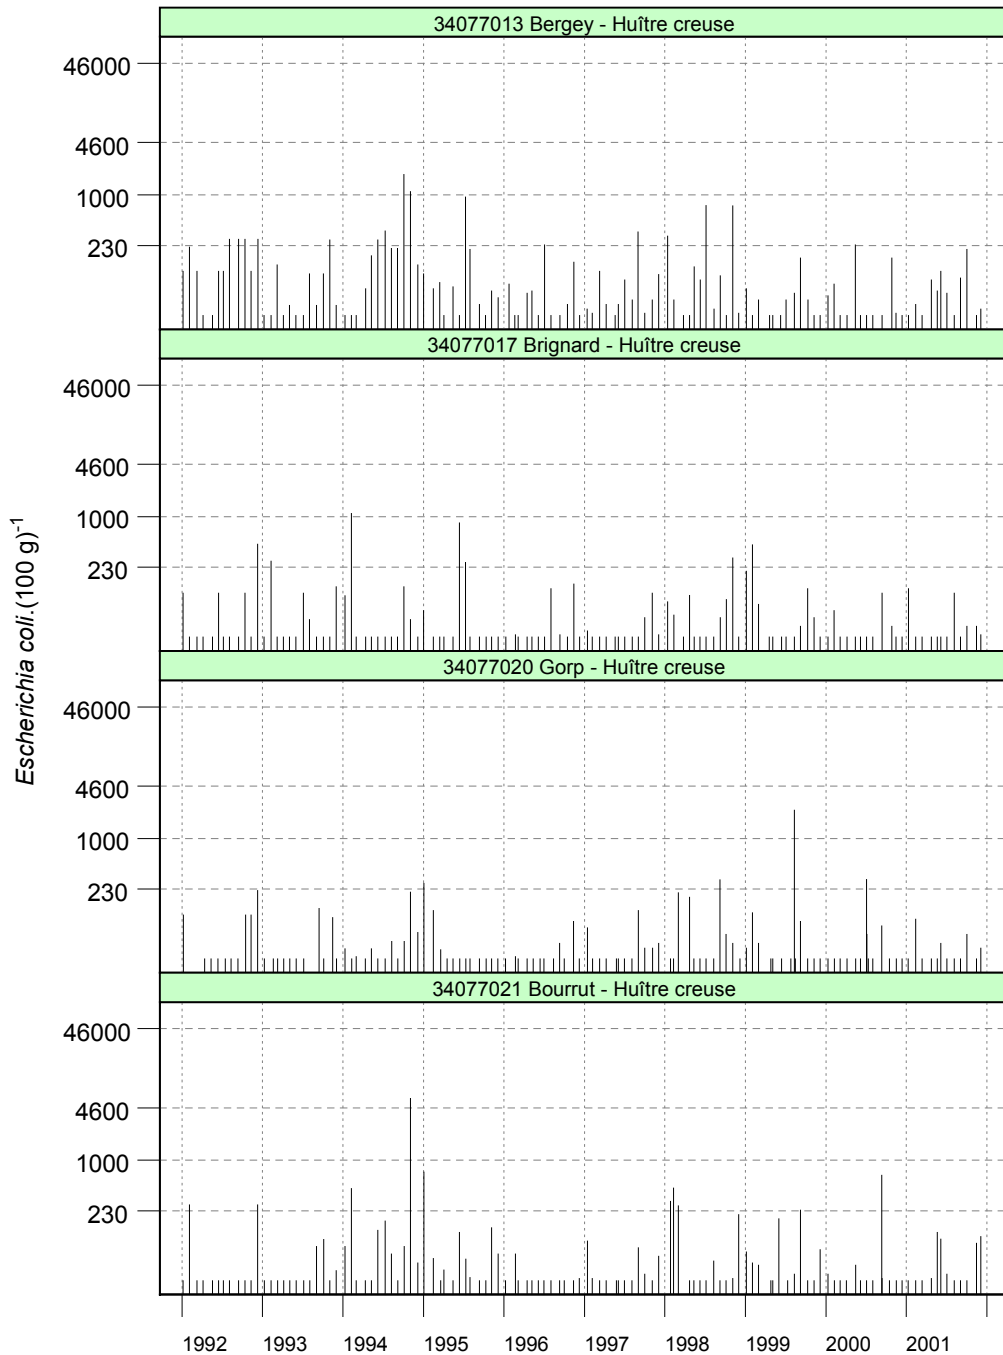 34077013 Bergey - Huître creuse
46000
4600
1000
230
34077017 Brignard - Huître creuse
46000
4600
1000
230
34077020 Gorp - Huître creuse
46000
4600
1000
230
34077021 Bourrut - Huître creuse
46000
4600
1000
230
Escherichia coli.(100 g)-1
1992 1993 1994 1995 1996 1997 1998 1999 2000 2001